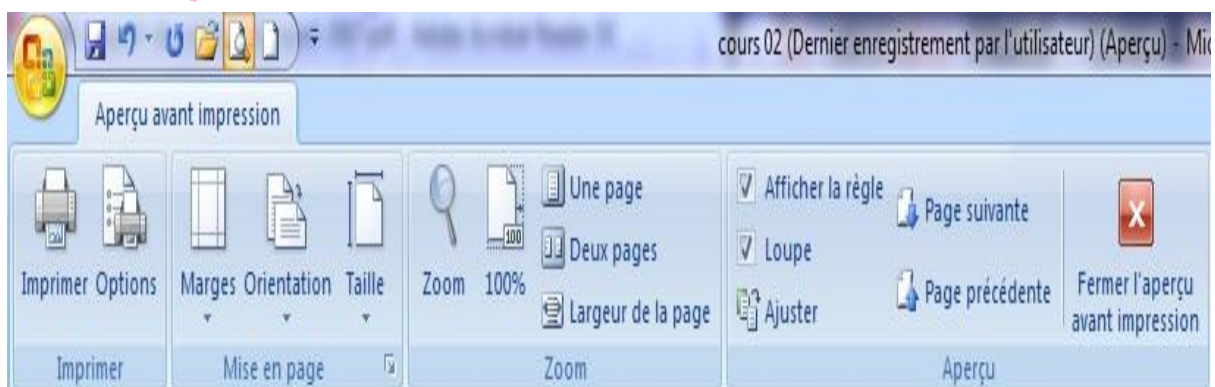 cours 02 (Dernier enregistrement par l'utilisateur) (Aperçu) - Mic
Aperçu avant impression
Imprimer
Options
Imprimer
Marges
Orientation
Taille
Mise en page
Zoom
100%
100
Une page
Deux pages
Largeur de la page
Zoom
Afficher la règle
Loupe
Ajuster
Page suivante
Page précédente
Fermer l'aperçu
avant impression
Aperçu